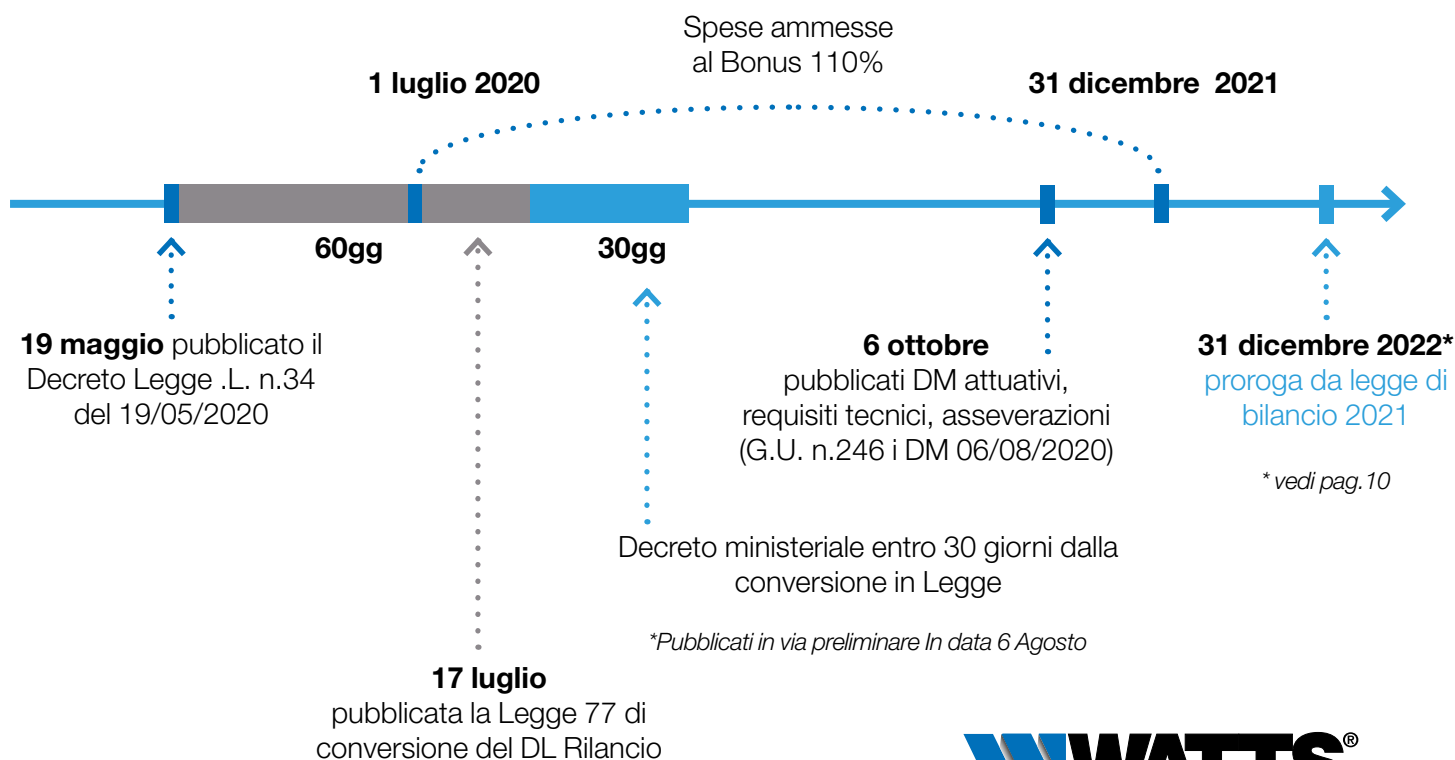 Spese ammesse
al Bonus 110%
1 luglio 2020
31 dicembre 2021
60gg
30gg
19 maggio pubblicato il
Decreto Legge .L. n.34
del 19/05/2020
6 ottobre
pubblicati DM attuativi,
requisiti tecnici, asseverazioni
(G.U. n.246 i DM 06/08/2020)
31 dicembre 2022*
proroga da legge di
bilancio 2021
* vedi pag.10
Decreto ministeriale entro 30 giorni dalla
conversione in Legge
*Pubblicati in via preliminare In data 6 Agosto
17 luglio
pubblicata la Legge 77 di
conversione del DL Rilancio
WATTS®